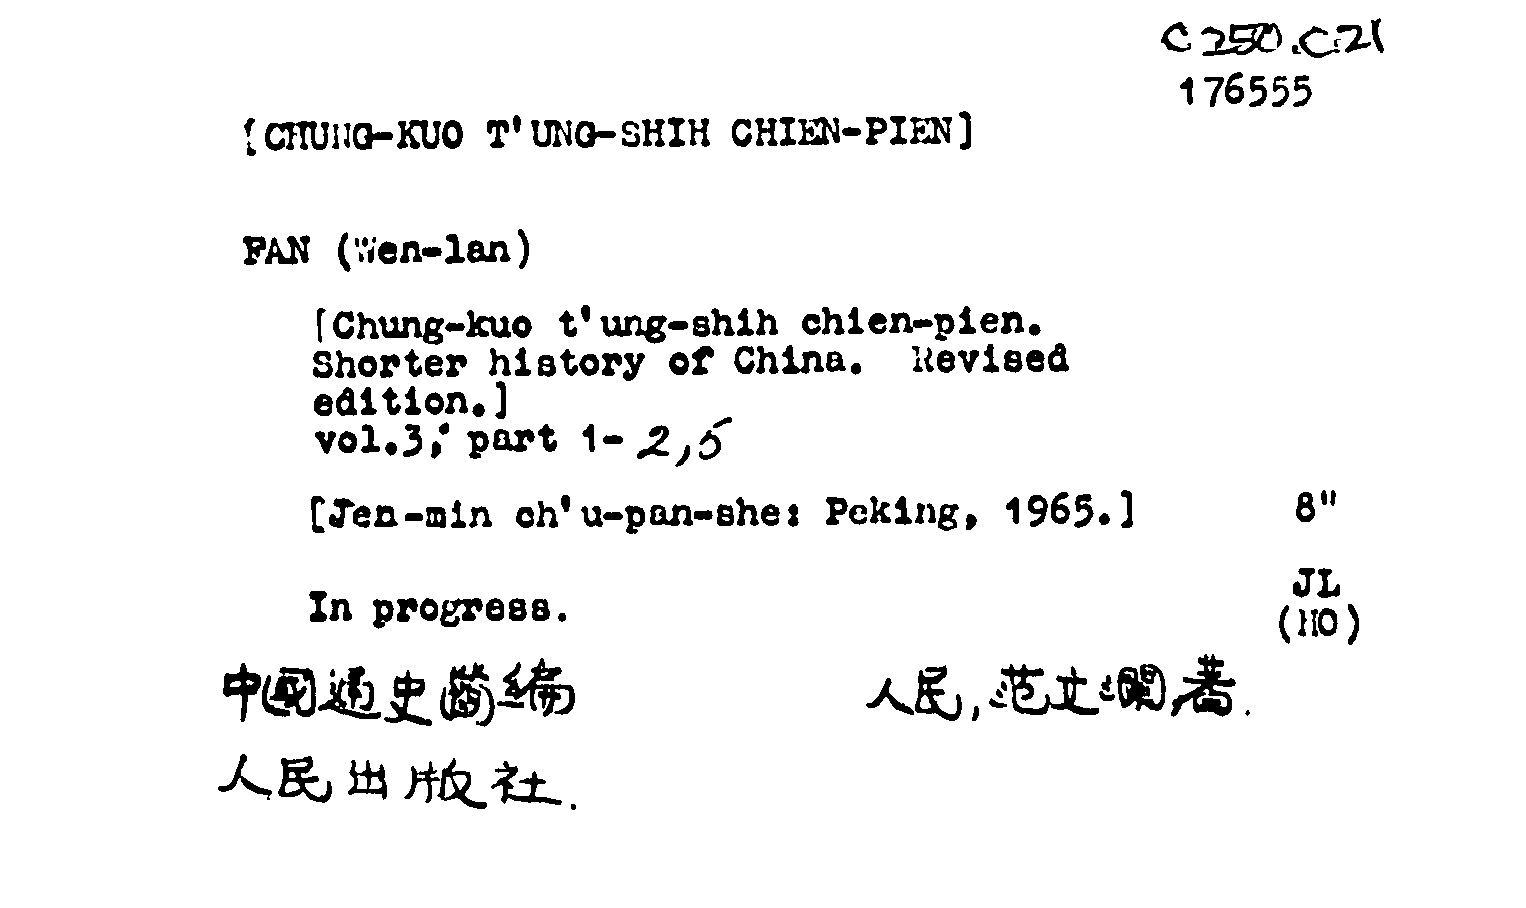 C250.C21
176555
[CHUNG-KUO T'UNG-SHIH CHIEN-PIEN]
FAN (Wen-lan)
[Chung-kuo t'ung-shih chien-pien.
Shorter history of China. Revised
edition.]
vol.3, part 1-2,5
[Jen-min ch'u-pan-she: Peking, 1965.] 8"
In progress.
JL
(HO)
中國通史簡編 人民, 范文瀾著.
人民出版社.